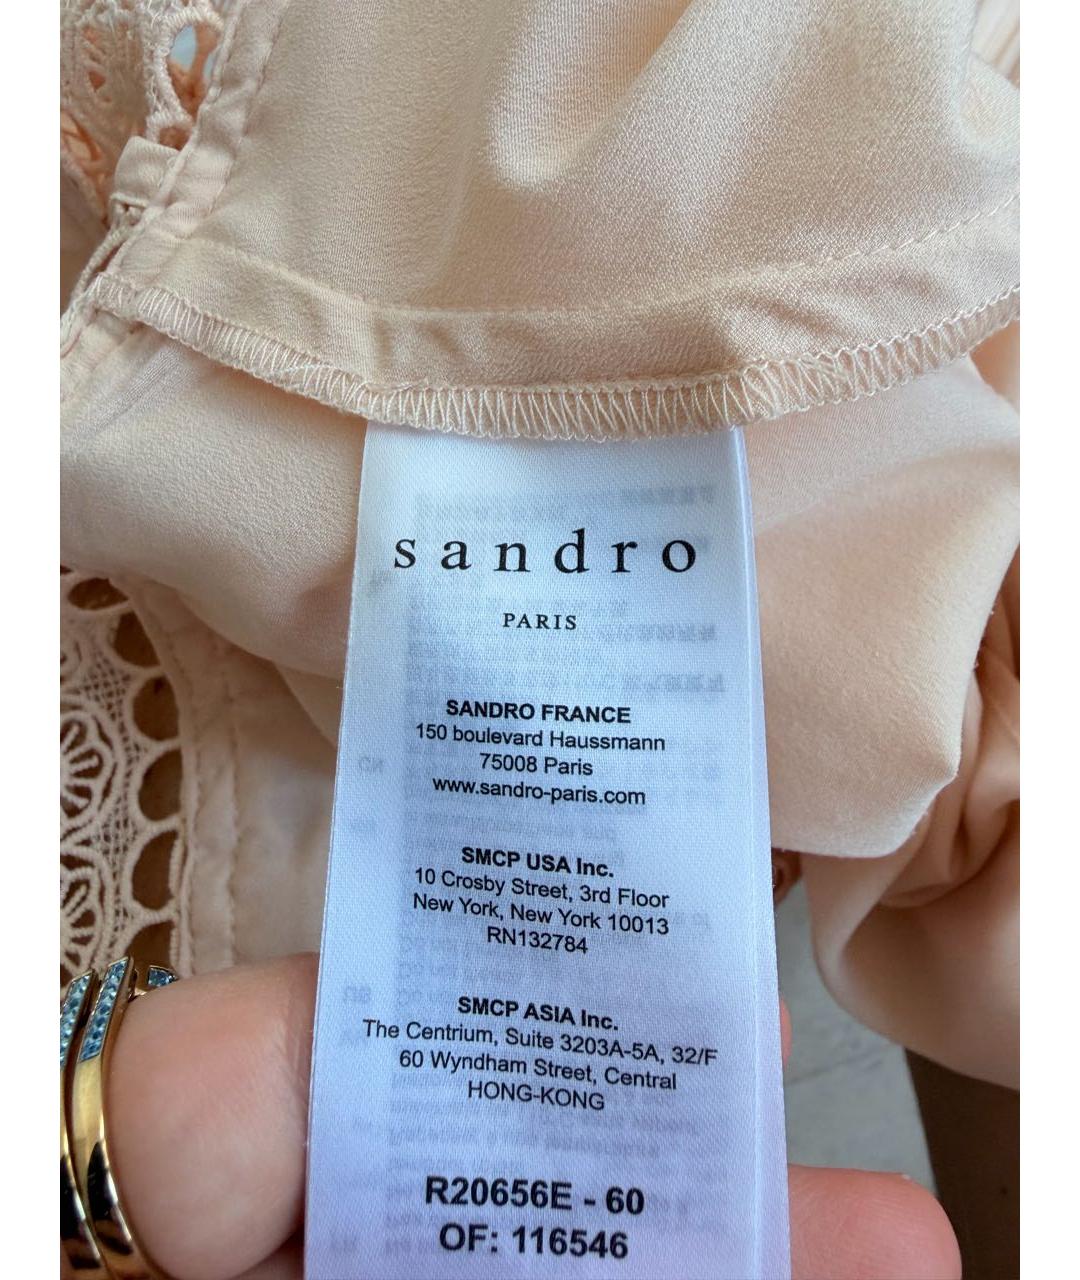 sandro
PARIS
SANDRO FRANCE
150 boulevard Haussmann
75008 Paris
www.sandro-paris.com
SMCP USA Inc.
10 Crosby Street, 3rd Floor
New York, New York 10013
RN132784
SMCP ASIA Inc.
The Centrium, Suite 3203A-5A, 32/F
60 Wyndham Street, Central
HONG-KONG
R20656E - 60
OF: 116546